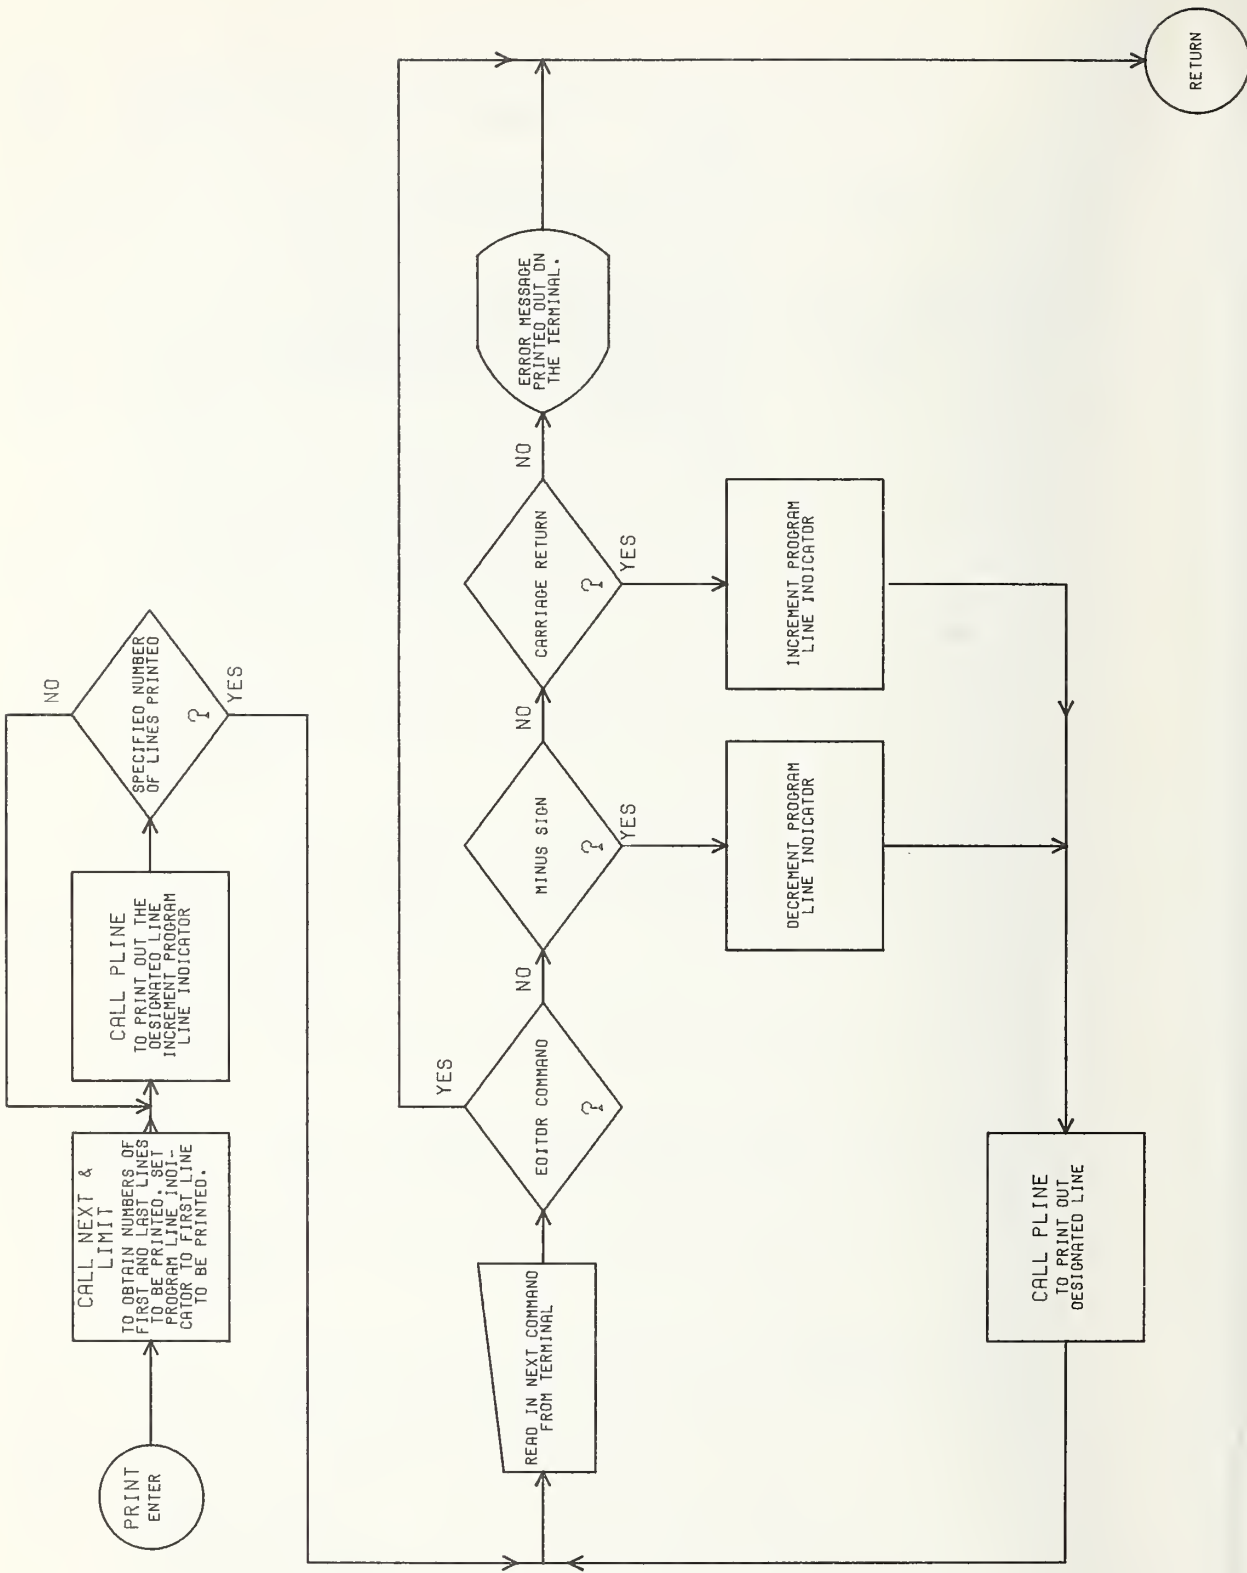 PRINT
ENTER
CALL NEXT &
LIMIT
TO OBTAIN NUMBERS OF
FIRST AND LAST LINES
TO BE PRINTED. SET
PROGRAM LINE INDI-
CATOR TO FIRST LINE
TO BE PRINTED.
CALL PLINE
TO PRINT OUT THE
DESIGNATED LINE
INCREMENT PROGRAM
LINE INDICATOR
SPECIFIED NUMBER
OF LINES PRINTED
?
NO
YES
READ IN NEXT COMMAND
FROM TERMINAL
EDITOR COMMAND
?
YES
NO
MINUS SIGN
?
YES
NO
CARRIAGE RETURN
?
YES
NO
ERROR MESSAGE
PRINTED OUT ON
THE TERMINAL.
DECREMENT PROGRAM
LINE INDICATOR
INCREMENT PROGRAM
LINE INDICATOR
CALL PLINE
TO PRINT OUT
DESIGNATED LINE
RETURN